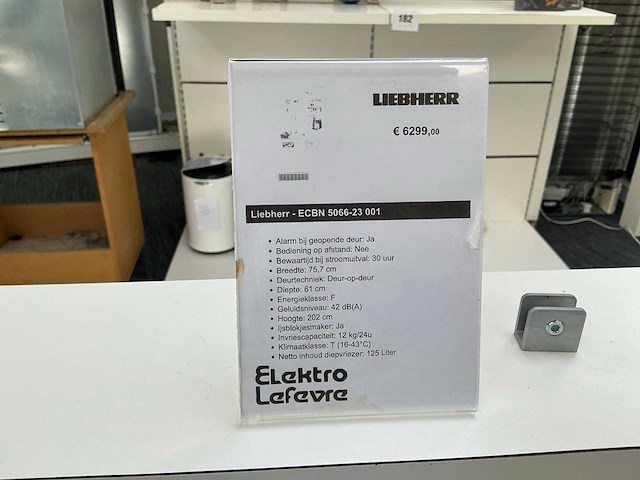 182
LIEBHERR
€ 6299,00
Liebherr - ECBN 5066-23 001
• Alarm bij geopende deur: Ja
• Bediening op afstand: Nee
• Bewaartijd bij stroomuitval: 30 uur
• Breedte: 75,7 cm
• Deurtechniek: Deur-op-deur
• Diepte: 61 cm
• Energieklasse: F
• Geluidsniveau: 42 dB(A)
• Hoogte: 202 cm
• Ijsblokjesmaker: Ja
• Invriescapaciteit: 12 kg/24u
• Klimaatklasse: T (16-43°C)
• Netto inhoud diepvriezer: 125 Liter
Elektro
Lefevre